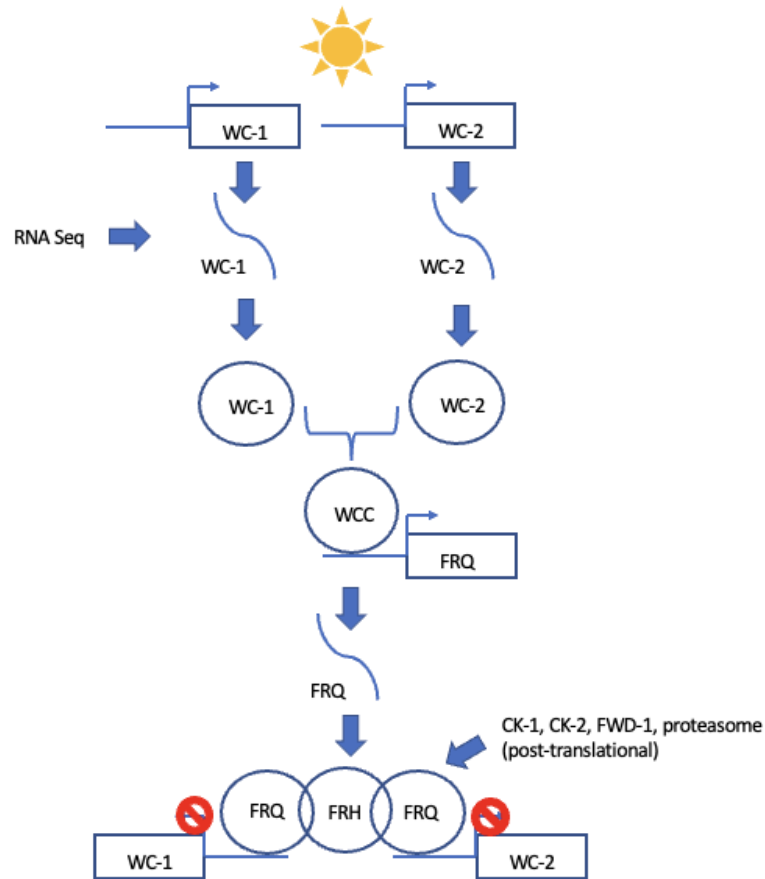 WC-1
WC-2
RNA Seq
WC-1
WC-2
WC-1
WC-2
WCC
FRQ
FRQ
CK-1, CK-2, FWD-1, proteasome
(post-translational)
FRQ
FRH
FRQ
WC-1
WC-2